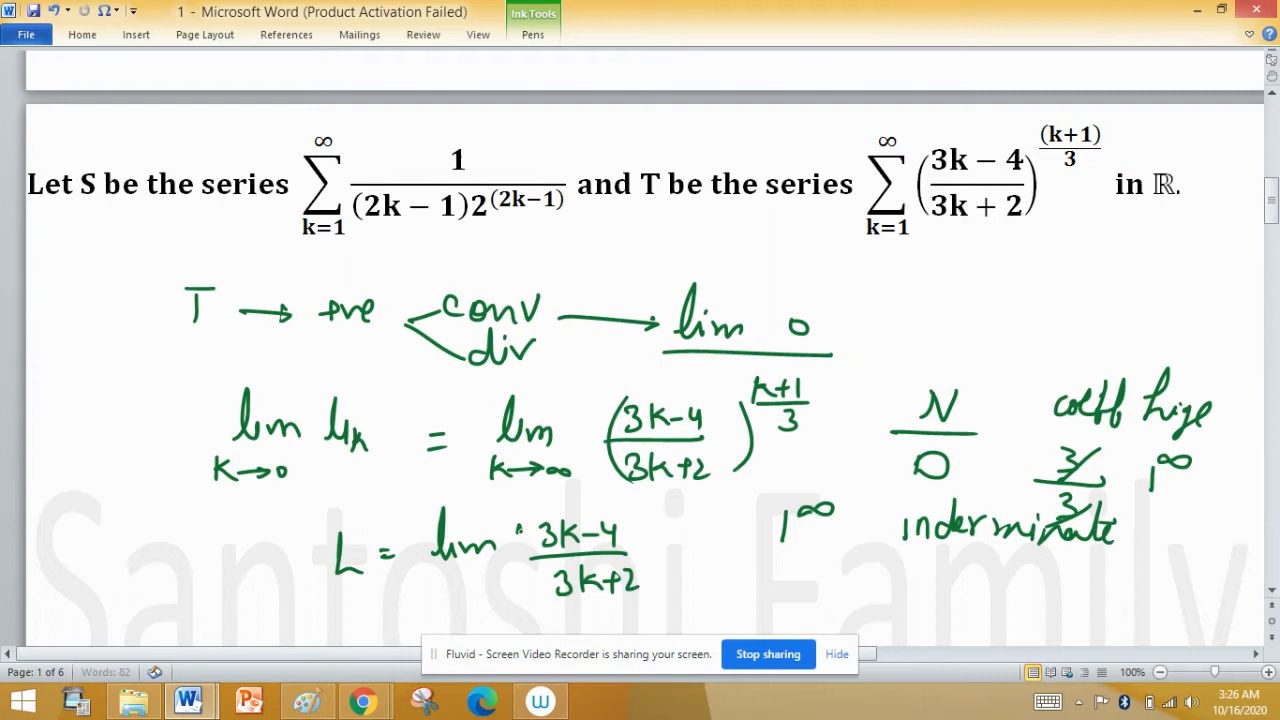 1 - Microsoft Word (Product Activation Failed)
Ink Tools
File Home Insert Page Layout References Mailings Review View Pens
Let S be the series ∑_{k=1}^{∞} 1/((2k − 1)2^{(2k−1)}) and T be the series ∑_{k=1}^{∞} ((3k − 4)/(3k + 2))^{(k+1)/3} in ℝ.
T → +ve < conv → lim 0
div
lim_{k→0} u_k = lim_{k→∞} ((3k-4)/(3k+2))^{(k+1)/3} N/D coeff hige
3/3 1^∞
L = lim (3k-4)/(3k+2) 1^∞ inderminate
Santoshi Family
Fluvid - Screen Video Recorder is sharing your screen. Stop sharing Hide
Page: 1 of 6 Words: 82 100%
3:26 AM
10/16/2020